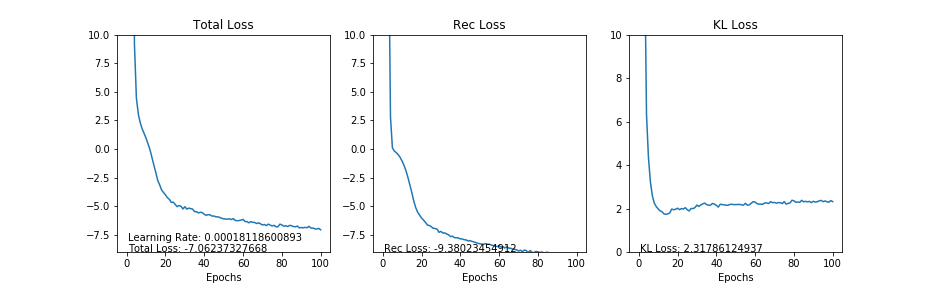 Total Loss
10.0
7.5
5.0
2.5
0.0
−2.5
−5.0
−7.5
Learning Rate: 0.00018118600893
Total Loss: -7.06237327668
0 20 40 60 80 100
Epochs
Rec Loss
10.0
7.5
5.0
2.5
0.0
−2.5
−5.0
−7.5
Rec Loss: -9.38023454912
0 20 40 60 80 100
Epochs
KL Loss
10
8
6
4
2
0
KL Loss: 2.31786124937
0 20 40 60 80 100
Epochs